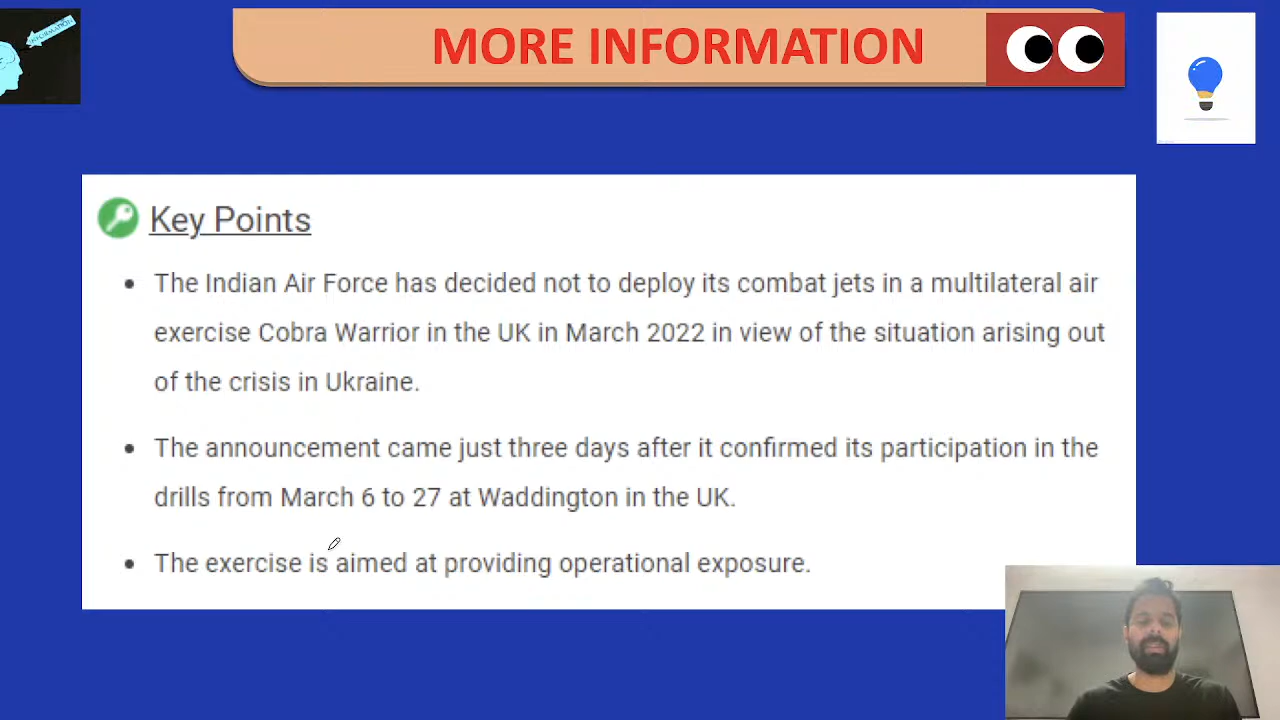 INFORMATION
MORE INFORMATION
Key Points
• The Indian Air Force has decided not to deploy its combat jets in a multilateral air
exercise Cobra Warrior in the UK in March 2022 in view of the situation arising out
of the crisis in Ukraine.
• The announcement came just three days after it confirmed its participation in the
drills from March 6 to 27 at Waddington in the UK.
• The exercise is aimed at providing operational exposure.